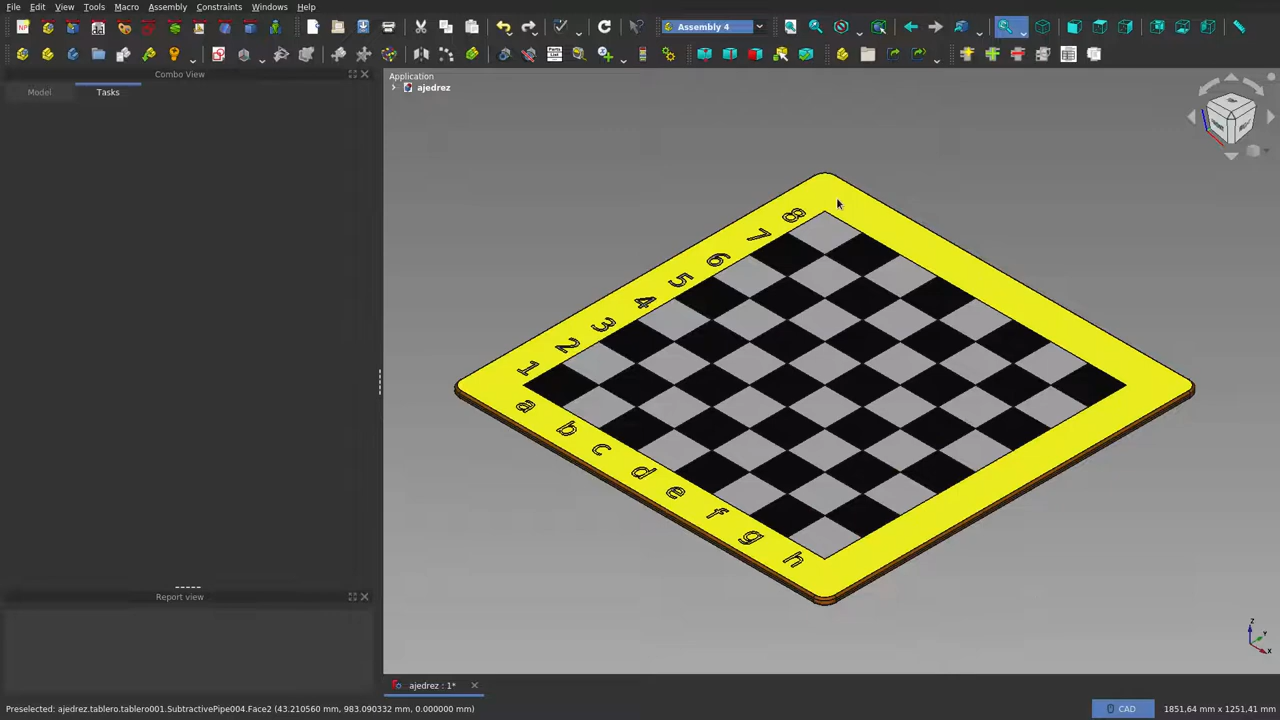 File Edit View Tools Macro Assembly Constraints Windows Help
Assembly 4
Combo View
Model Tasks
Application
ajedrez
8
7
6
5
4
3
2
1
a
b
c
d
e
f
g
h
Report view
ajedrez : 1*
Z
Y
X
Preselected: ajedrez.tablero.tablero001.SubtractivePipe004.Face2 (43.210560 mm, 983.090332 mm, 0.000000 mm)
CAD
1851.64 mm x 1251.41 mm